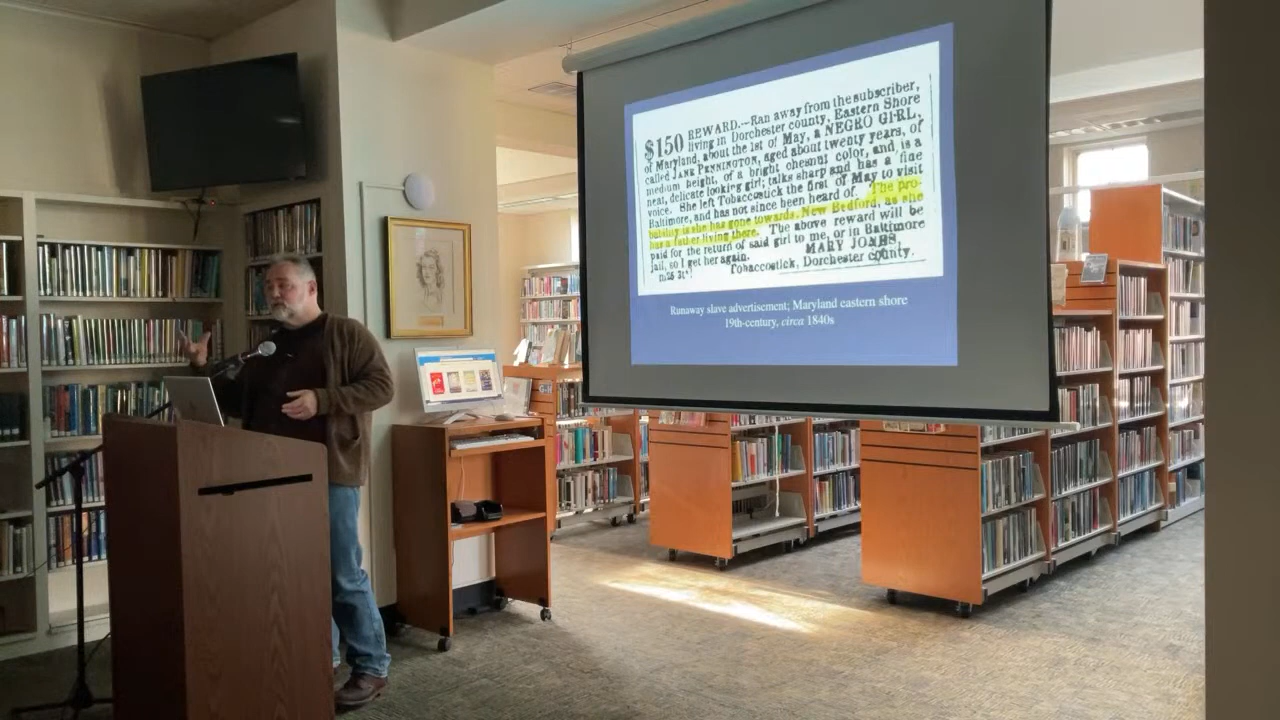 $150 REWARD.—Ran away from the subscriber,
living in Dorchester county, Eastern Shore
of Maryland, about the 1st of May, a NEGRO GIRL,
called JANE PENNINGTON, aged about twenty years, of
medium height, of a bright chesnut color, and is a
neat, delicate looking girl; talks sharp and has a fine
voice. She left Tobaccostick the first of May to visit
Baltimore, and has not since been heard of. The pro-
bability is she has gone towards New Bedford, as she
has a father living there. The above reward will be
paid for the return of said girl to me, or in Baltimore
jail, so I get her again. MARY JONES,
Tobaccostick, Dorchester county.
Runaway slave advertisement; Maryland eastern shore
19th-century, circa 1840s